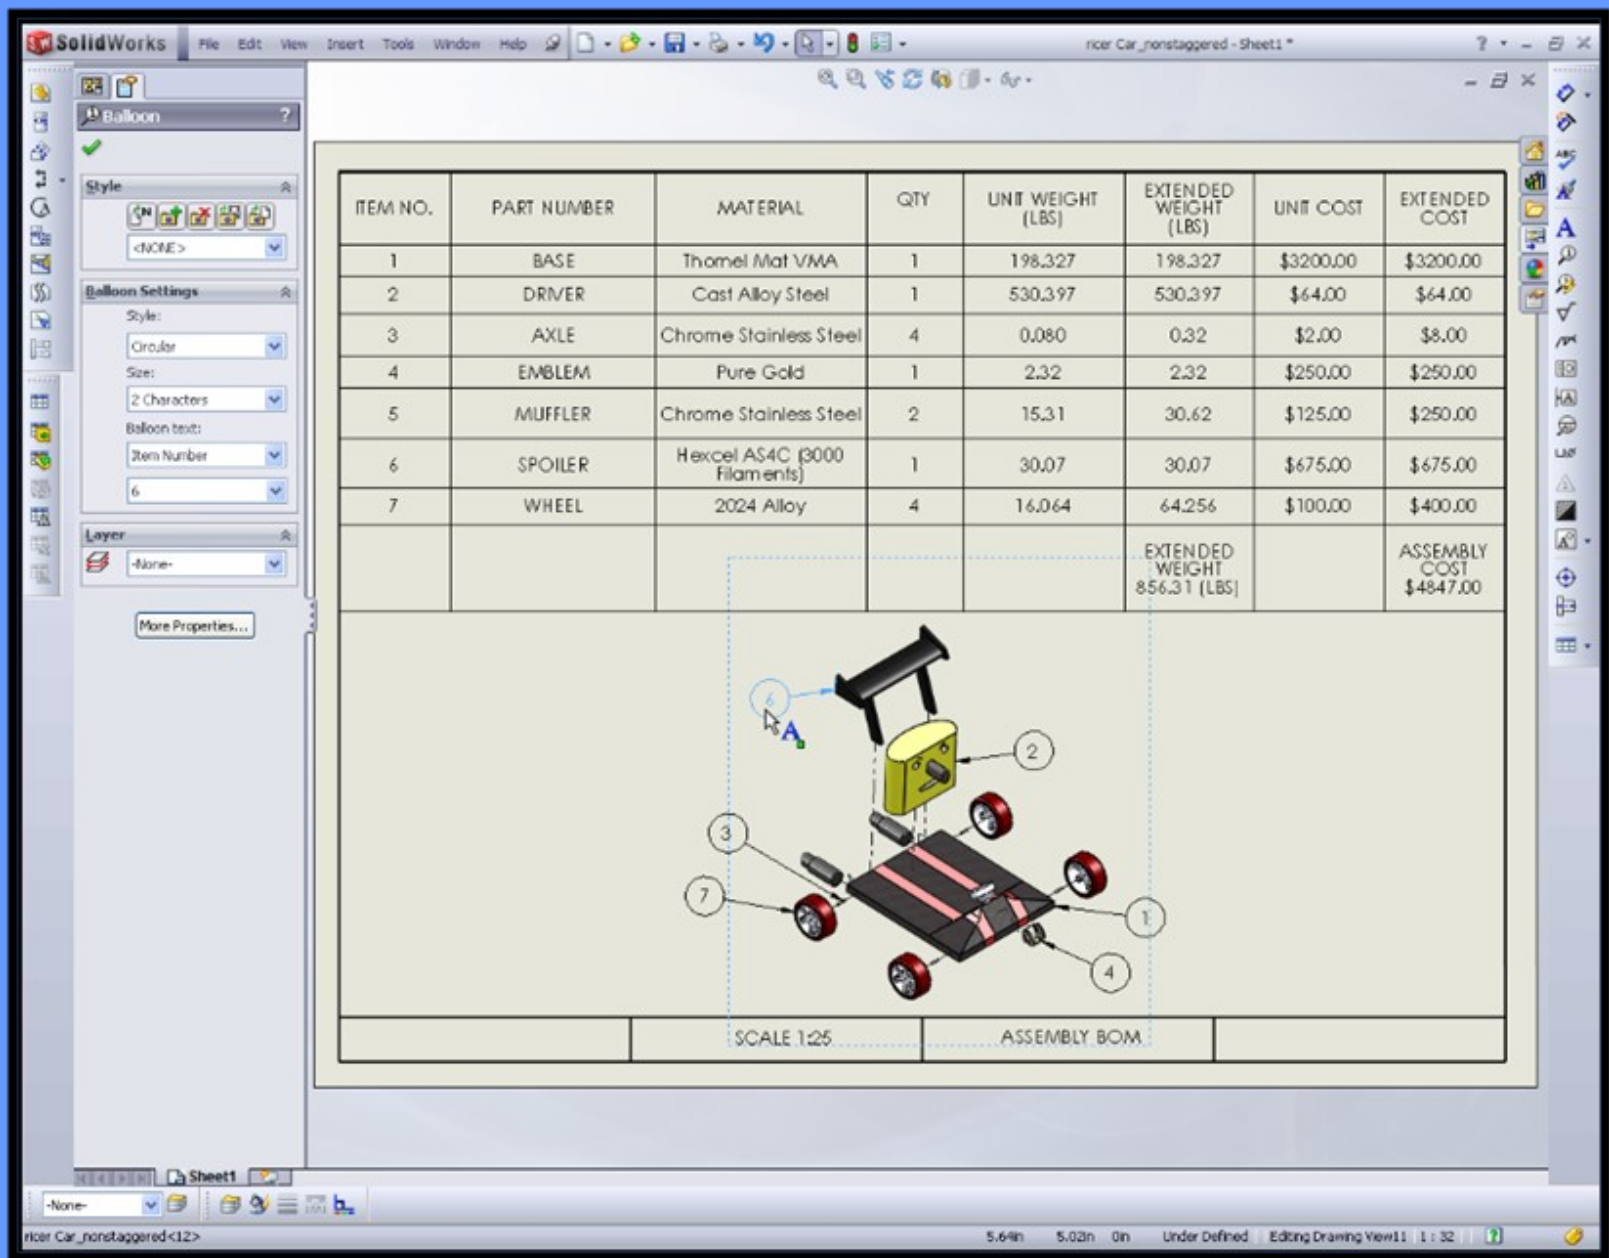 SolidWorks File Edit View Insert Tools Window Help ricer Car_nonstaggered - Sheet1 *
Balloon ?
Style
<NONE>
Balloon Settings
Style:
Circular
Size:
2 Characters
Balloon text:
Item Number
6
Layer
-None-
More Properties...
ITEM NO. PART NUMBER MATERIAL QTY UNIT WEIGHT (LBS) EXTENDED WEIGHT (LBS) UNIT COST EXTENDED COST
1 BASE Thornel Mat VMA 1 198.327 198.327 $3200.00 $3200.00
2 DRIVER Cast Alloy Steel 1 530.397 530.397 $64.00 $64.00
3 AXLE Chrome Stainless Steel 4 0.080 0.32 $2.00 $8.00
4 EMBLEM Pure Gold 1 2.32 2.32 $250.00 $250.00
5 MUFFLER Chrome Stainless Steel 2 15.31 30.62 $125.00 $250.00
6 SPOILER Hexcel AS4C (3000 Filaments) 1 30.07 30.07 $675.00 $675.00
7 WHEEL 2024 Alloy 4 16.064 64.256 $100.00 $400.00
EXTENDED WEIGHT 856.31 (LBS) ASSEMBLY COST $4847.00
6
2
3
7
1
4
SCALE 1:25 ASSEMBLY BOM
Sheet1
-None-
ricer Car_nonstaggered<12> 5.64in 5.02in 0in Under Defined Editing Drawing View11 1 : 32